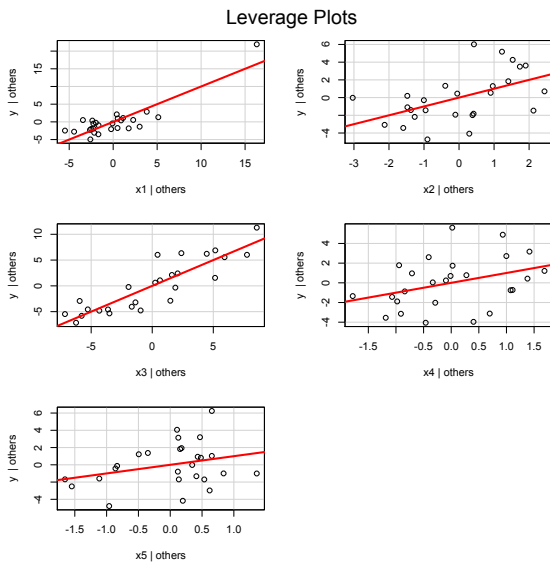 Leverage Plots
y | others
-5 0 5 10 20
-5 0 5 10 15
x1 | others
y | others
-4 0 2 4 6
-3 -2 -1 0 1 2
x2 | others
y | others
-5 0 5 10
-5 0 5
x3 | others
y | others
-4 -2 0 2 4
-1.5 -0.5 0.0 0.5 1.0 1.5
x4 | others
y | others
-4 0 2 4 6
-1.5 -1.0 -0.5 0.0 0.5 1.0
x5 | others